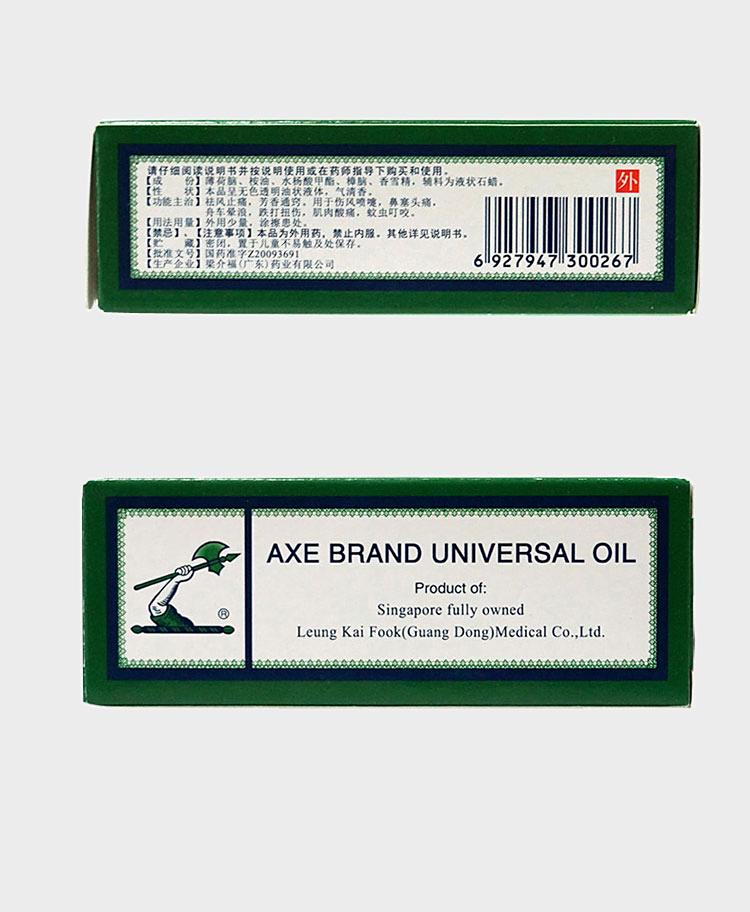 请仔细阅读说明书并按说明使用或在药师指导下购买和使用。
【成　份】薄荷脑、桉油、水杨酸甲酯、樟脑、香雪精，辅料为液状石蜡。
【性　状】本品呈无色透明油状液体，气清香。
【功能主治】祛风止痛，芳香通窍。用于伤风喷嚏，鼻塞头痛，
舟车晕浪，跌打扭伤，肌肉酸痛，蚊虫叮咬。
【用法用量】外用少量，涂擦患处。
【禁忌】、【注意事项】本品为外用药，禁止内服。其他详见说明书。
【贮　藏】密闭，置于儿童不易触及处保存。
【批准文号】国药准字Z20093691
【生产企业】梁介福(广东)药业有限公司
外
6 927947 300267
AXE BRAND UNIVERSAL OIL
Product of:
Singapore fully owned
Leung Kai Fook(Guang Dong)Medical Co.,Ltd.
®